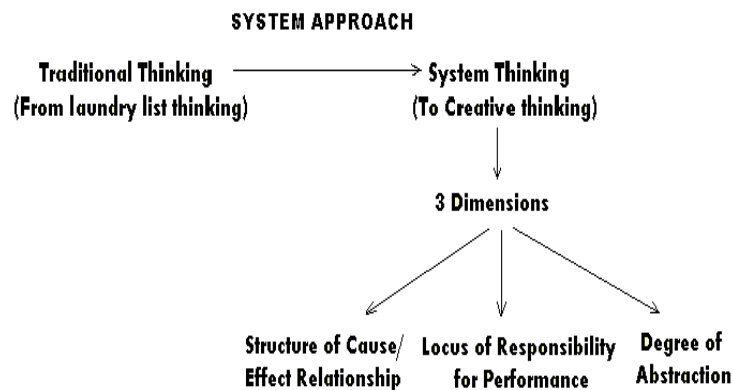 SYSTEM APPROACH
Traditional Thinking
(From laundry list thinking)
System Thinking
(To Creative thinking)
3 Dimensions
Structure of Cause/
Effect Relationship
Locus of Responsibility
for Performance
Degree of
Abstraction